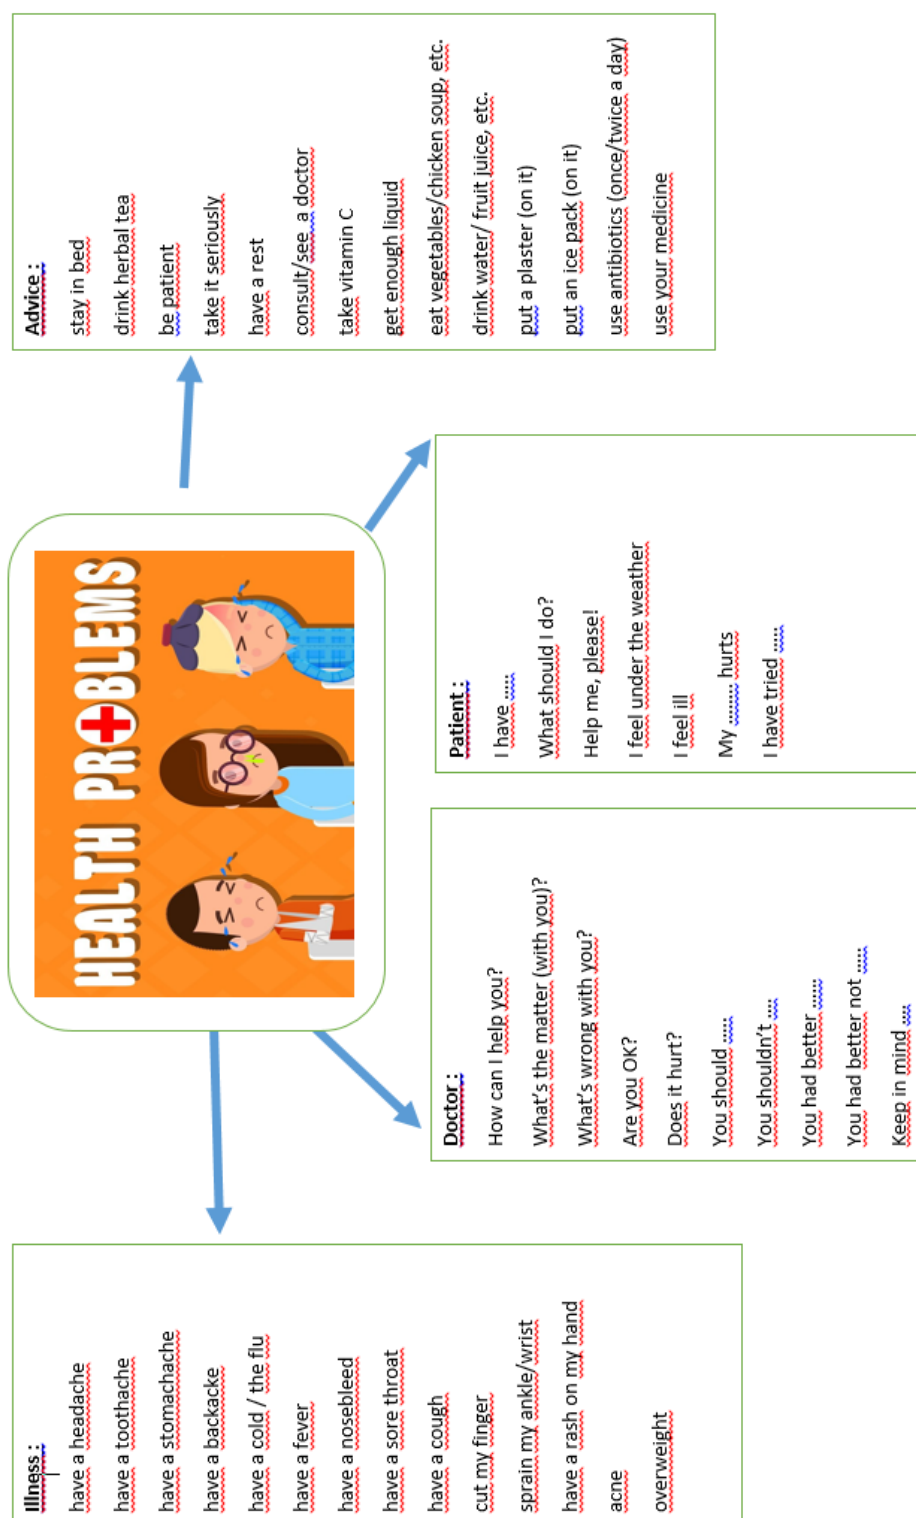 HEALTH PROBLEMS
Illness :
have a headache
have a toothache
have a stomachache
have a backacke
have a cold / the flu
have a fever
have a nosebleed
have a sore throat
have a cough
cut my finger
sprain my ankle/wrist
have a rash on my hand
acne
overweight
Doctor :
How can I help you?
What's the matter (with you)?
What's wrong with you?
Are you OK?
Does it hurt?
You should .....
You shouldn't ....
You had better ......
You had better not .....
Keep in mind ....
Patient :
I have .....
What should I do?
Help me, please!
I feel under the weather
I feel ill
My ........ hurts
I have tried .....
Advice :
stay in bed
drink herbal tea
be patient
take it seriously
have a rest
consult/see a doctor
take vitamin C
get enough liquid
eat vegetables/chicken soup, etc.
drink water/ fruit juice, etc.
put a plaster (on it)
put an ice pack (on it)
use antibiotics (once/twice a day)
use your medicine